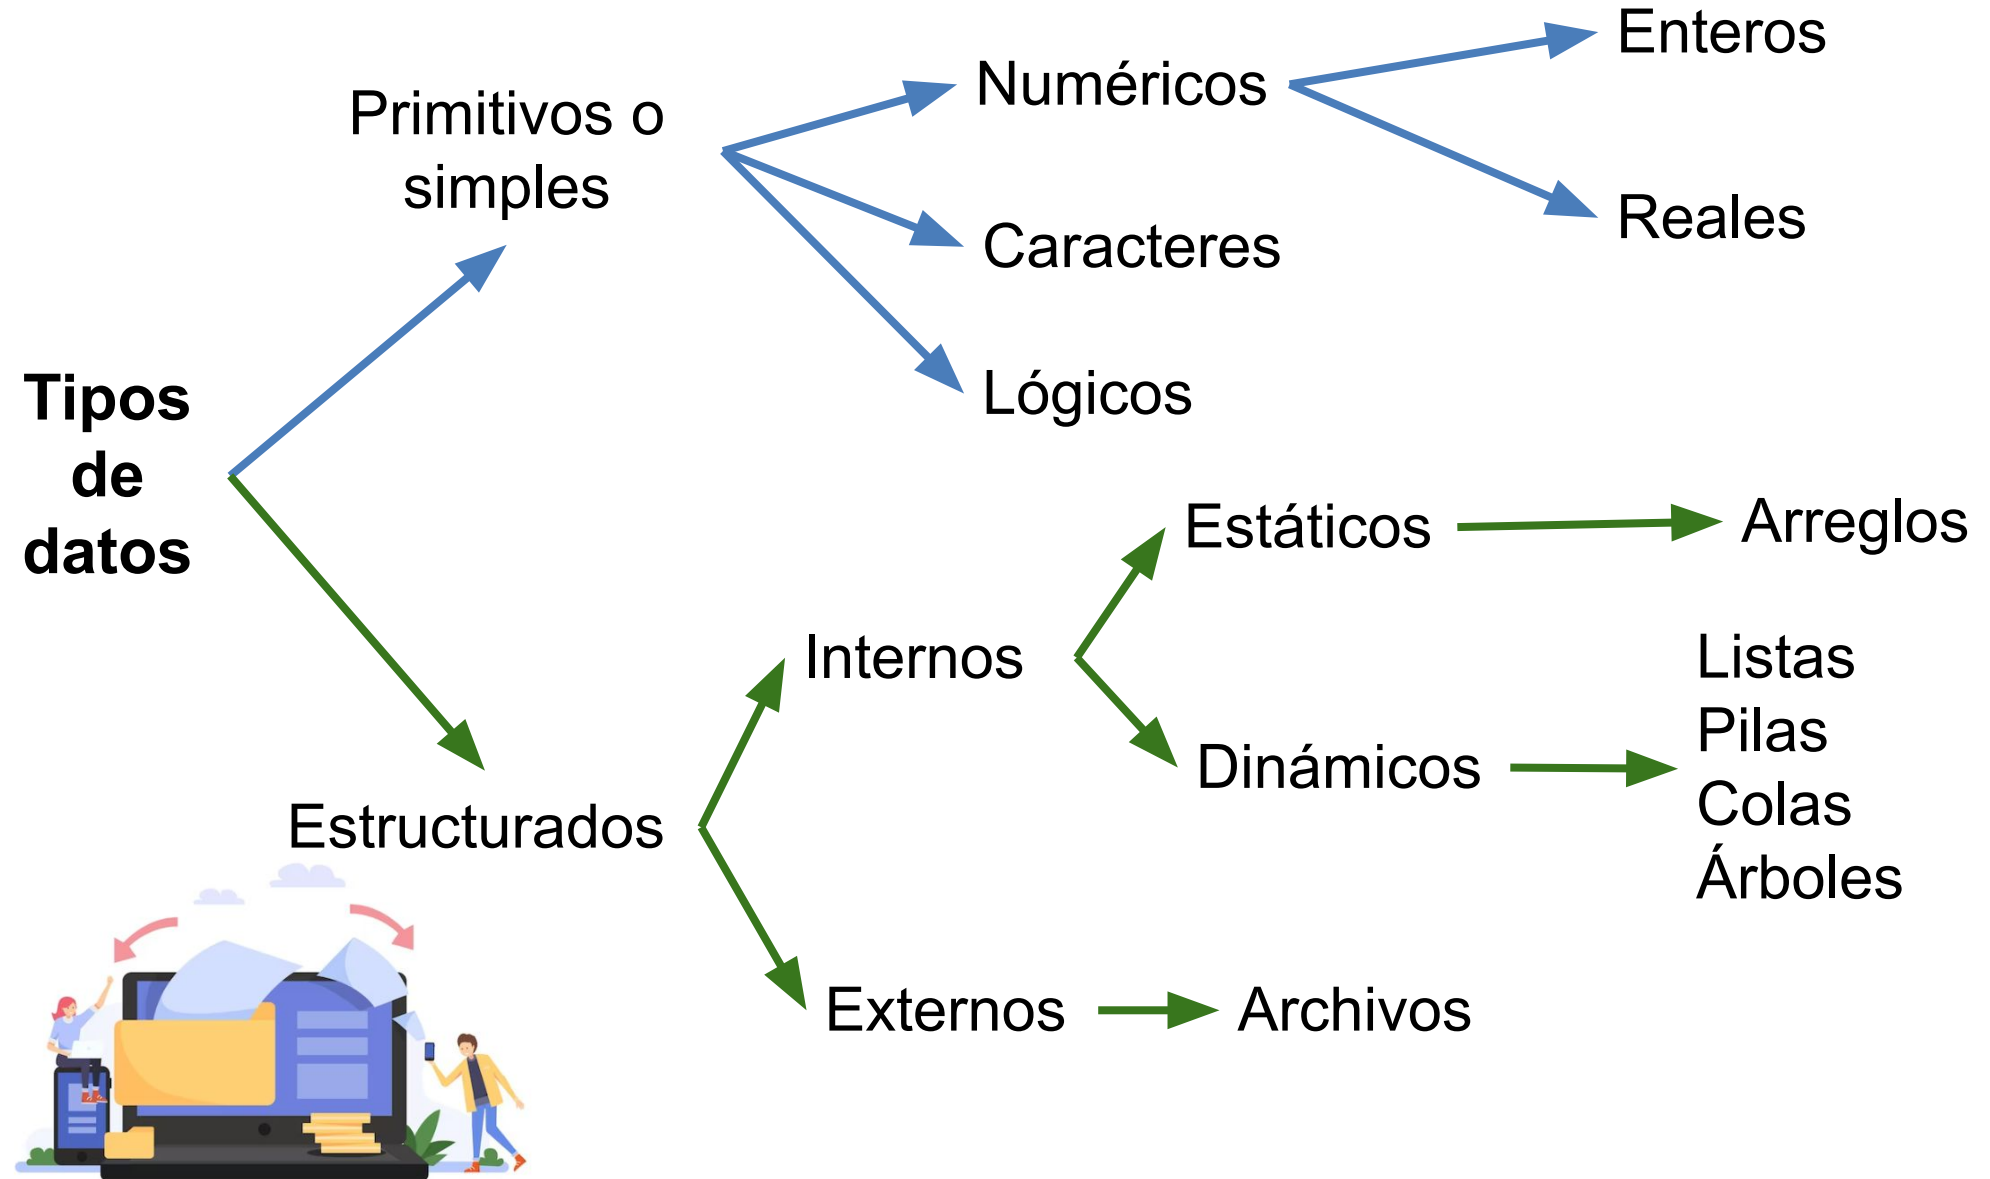 Tipos
de
datos
Primitivos o
simples
Numéricos
Enteros
Reales
Caracteres
Lógicos
Estructurados
Internos
Estáticos
Arreglos
Dinámicos
Listas
Pilas
Colas
Árboles
Externos
Archivos